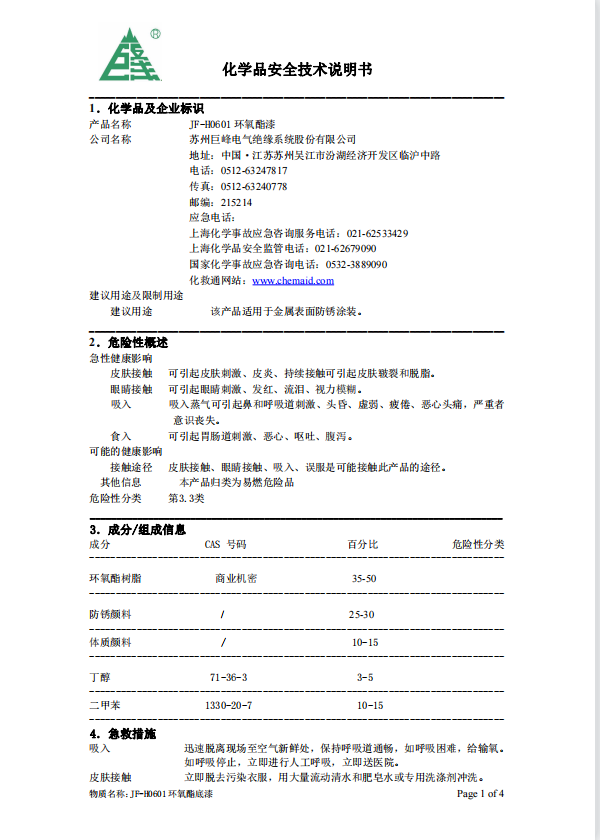 ®
化学品安全技术说明书
1．化学品及企业标识
产品名称 JF-H0601 环氧酯漆
公司名称 苏州巨峰电气绝缘系统股份有限公司
地址：中国·江苏苏州吴江市汾湖经济开发区临沪中路
电话：0512-63247817
传真：0512-63240778
邮编：215214
应急电话：
上海化学事故应急咨询服务电话：021-62533429
上海化学品安全监管电话：021-62679090
国家化学事故应急咨询电话：0532-3889090
化救通网站：www.chemaid.com
建议用途及限制用途
建议用途 该产品适用于金属表面防锈涂装。
2．危险性概述
急性健康影响
皮肤接触 可引起皮肤刺激、皮炎、持续接触可引起皮肤皲裂和脱脂。
眼睛接触 可引起眼睛刺激、发红、流泪、视力模糊。
吸入 吸入蒸气可引起鼻和呼吸道刺激、头昏、虚弱、疲倦、恶心头痛，严重者
意识丧失。
食入 可引起胃肠道刺激、恶心、呕吐、腹泻。
可能的健康影响
接触途径 皮肤接触、眼睛接触、吸入、误服是可能接触此产品的途径。
其他信息 本产品归类为易燃危险品
危险性分类 第3.3类
3．成分/组成信息
成分 CAS 号码 百分比 危险性分类
环氧酯树脂 商业机密 35-50
防锈颜料 / 25-30
体质颜料 / 10-15
丁醇 71-36-3 3-5
二甲苯 1330-20-7 10-15
4．急救措施
吸入 迅速脱离现场至空气新鲜处，保持呼吸道通畅，如呼吸困难，给输氧。
如呼吸停止，立即进行人工呼吸，立即送医院。
皮肤接触 立即脱去污染衣服，用大量流动清水和肥皂水或专用洗涤剂冲洗。
物质名称：JF-H0601 环氧酯底漆 Page 1 of 4